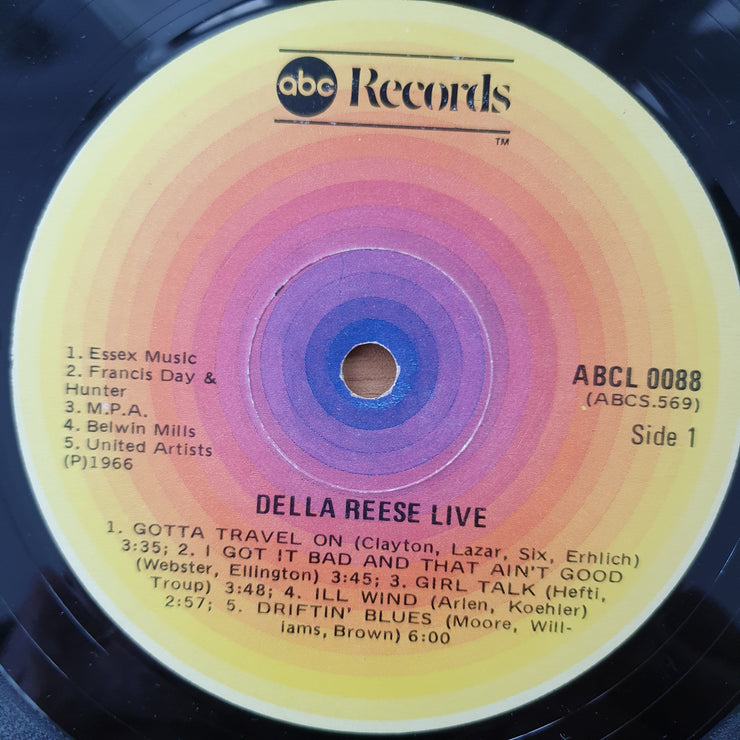 abc Records
TM
1. Essex Music
2. Francis Day &
Hunter
3. M.P.A.
4. Belwin Mills
5. United Artists
(P)1966
ABCL 0088
(ABCS.569)
Side 1
DELLA REESE LIVE
1. GOTTA TRAVEL ON (Clayton, Lazar, Six, Erhlich)
3:35; 2. I GOT IT BAD AND THAT AIN'T GOOD
(Webster, Ellington) 3:45; 3. GIRL TALK (Hefti,
Troup) 3:48; 4. ILL WIND (Arlen, Koehler)
2:57; 5. DRIFTIN' BLUES (Moore, Will-
iams, Brown) 6:00